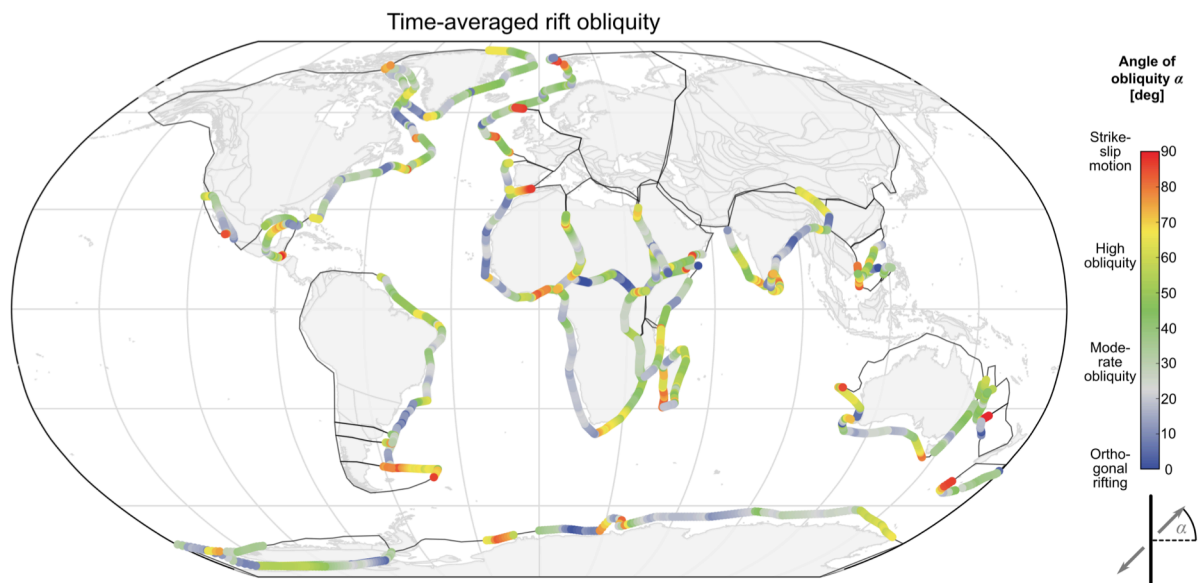 Time-averaged rift obliquity
Angle of
obliquity α
[deg]
Strike-
slip
motion
High
obliquity
Mode-
rate
obliquity
Ortho-
gonal
rifting
90
80
70
60
50
40
30
20
10
0
α